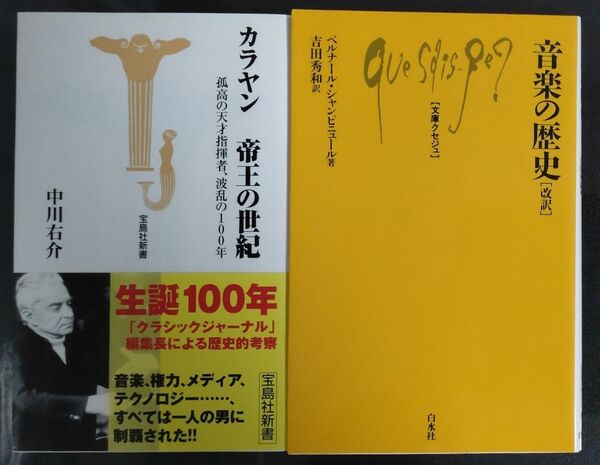 カラヤン 帝王の世紀
孤高の天才指揮者、波乱の100年
宝島社新書
中川右介
生誕100年
「クラシックジャーナル」
編集長による歴史的考察
音楽、権力、メディア、
テクノロジー……、
すべては一人の男に
制覇された!!
宝島社新書
音楽の歴史[改訳]
Que sais-je?
[文庫クセジュ]
ベルナール・シャンピニュール著
吉田秀和訳
白水社